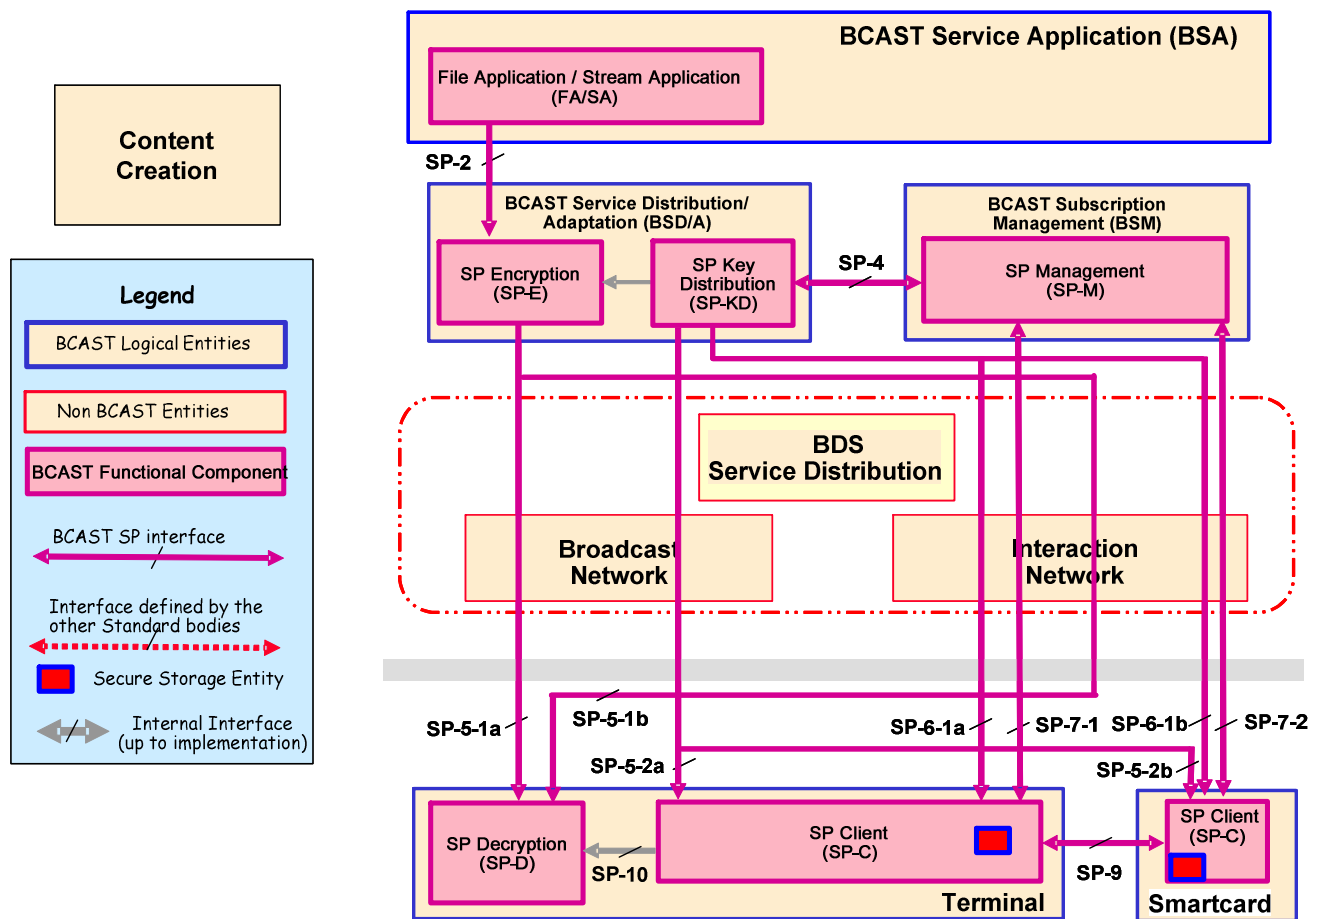 BCAST Service Application (BSA)
File Application / Stream Application
(FA/SA)
Content
Creation
SP-2
BCAST Service Distribution/
Adaptation (BSD/A)
BCAST Subscription
Management (BSM)
SP Encryption
(SP-E)
SP Key
Distribution
(SP-KD)
SP-4
SP Management
(SP-M)
Legend
BCAST Logical Entities
Non BCAST Entities
BCAST Functional Component
BCAST SP interface
Interface defined by the
other Standard bodies
Secure Storage Entity
Internal Interface
(up to implementation)
BDS
Service Distribution
Broadcast
Network
Interaction
Network
SP-5-1a
SP-5-1b
SP-6-1a
SP-7-1
SP-6-1b
SP-7-2
SP-5-2a
SP-5-2b
SP Decryption
(SP-D)
SP-10
SP Client
(SP-C)
SP-9
SP Client
(SP-C)
Terminal
Smartcard